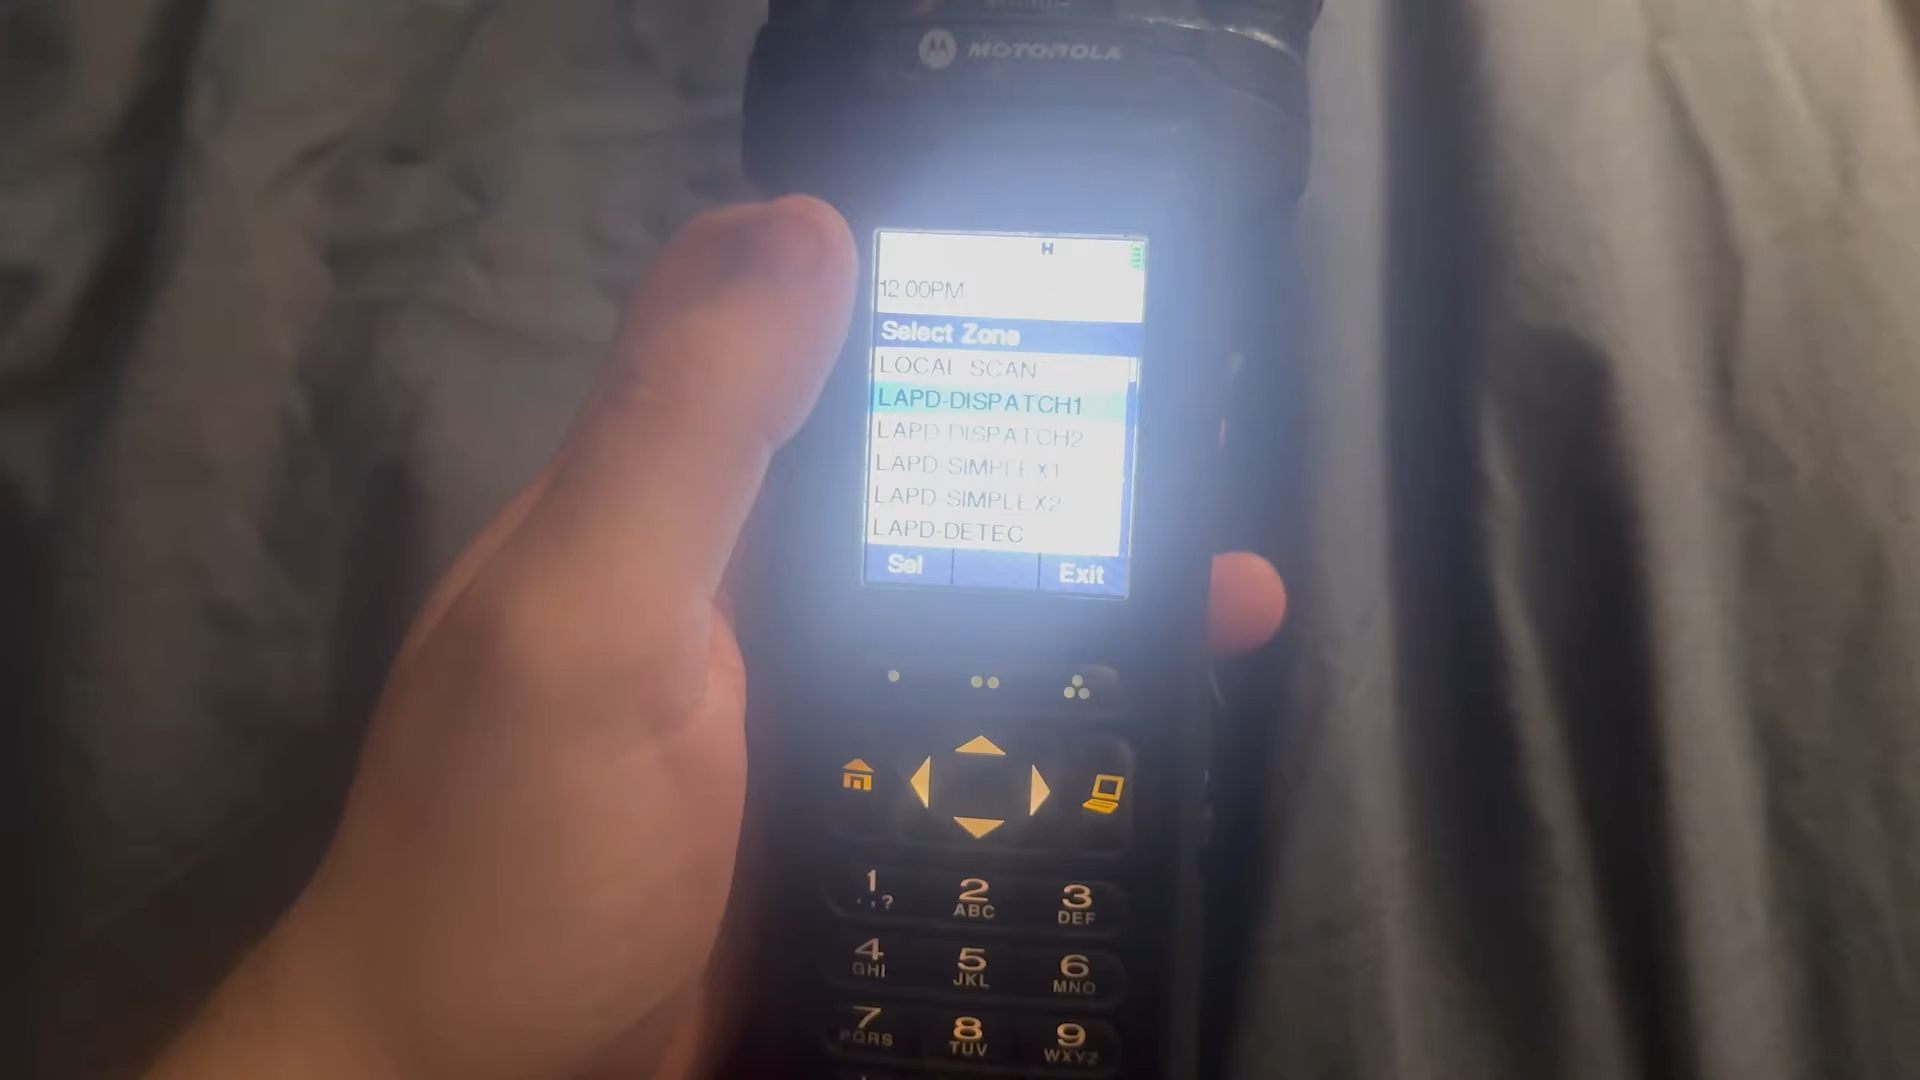 MOTOROLA
H
12:00PM
Select Zone
LOCAL SCAN
LAPD-DISPATCH1
LAPD-DISPATCH2
LAPD-SIMPLEX1
LAPD-SIMPLEX2
LAPD-DETEC
Sel Exit
1 2 3
. , ? ABC DEF
4 5 6
GHI JKL MNO
7 8 9
PQRS TUV WXYZ